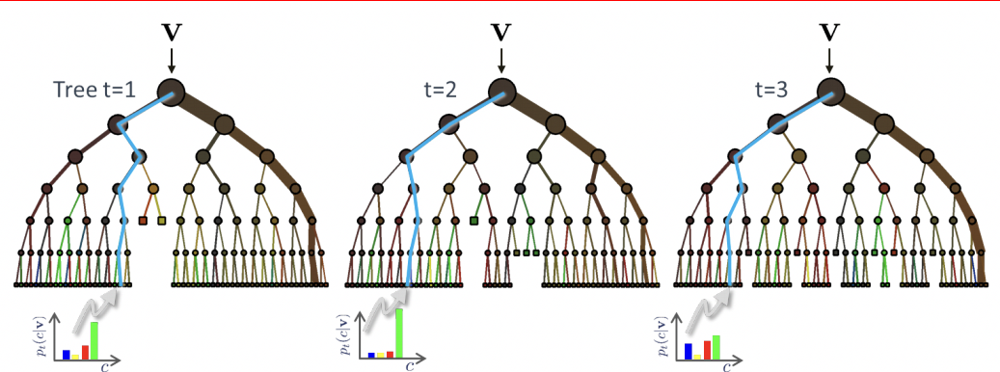 v v v
Tree t=1 t=2 t=3
p_t(c|v) c p_t(c|v) c p_t(c|v) c